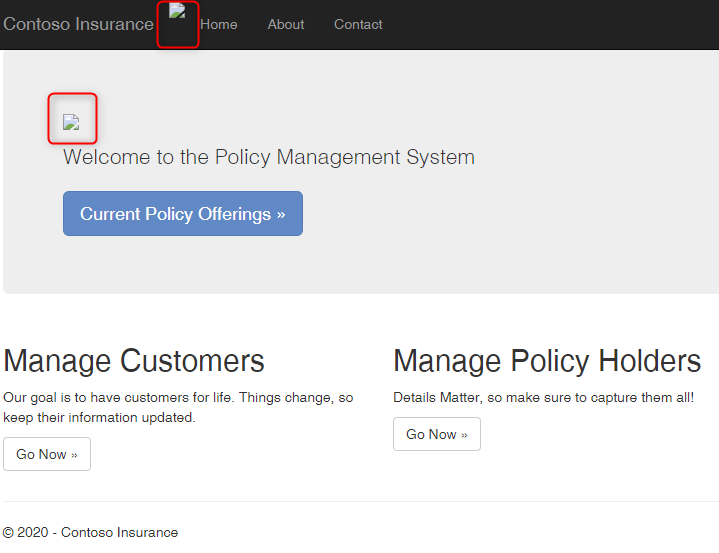 Contoso Insurance Home About Contact
Welcome to the Policy Management System
Current Policy Offerings »
Manage Customers
Our goal is to have customers for life. Things change, so
keep their information updated.
Go Now »
Manage Policy Holders
Details Matter, so make sure to capture them all!
Go Now »
© 2020 - Contoso Insurance